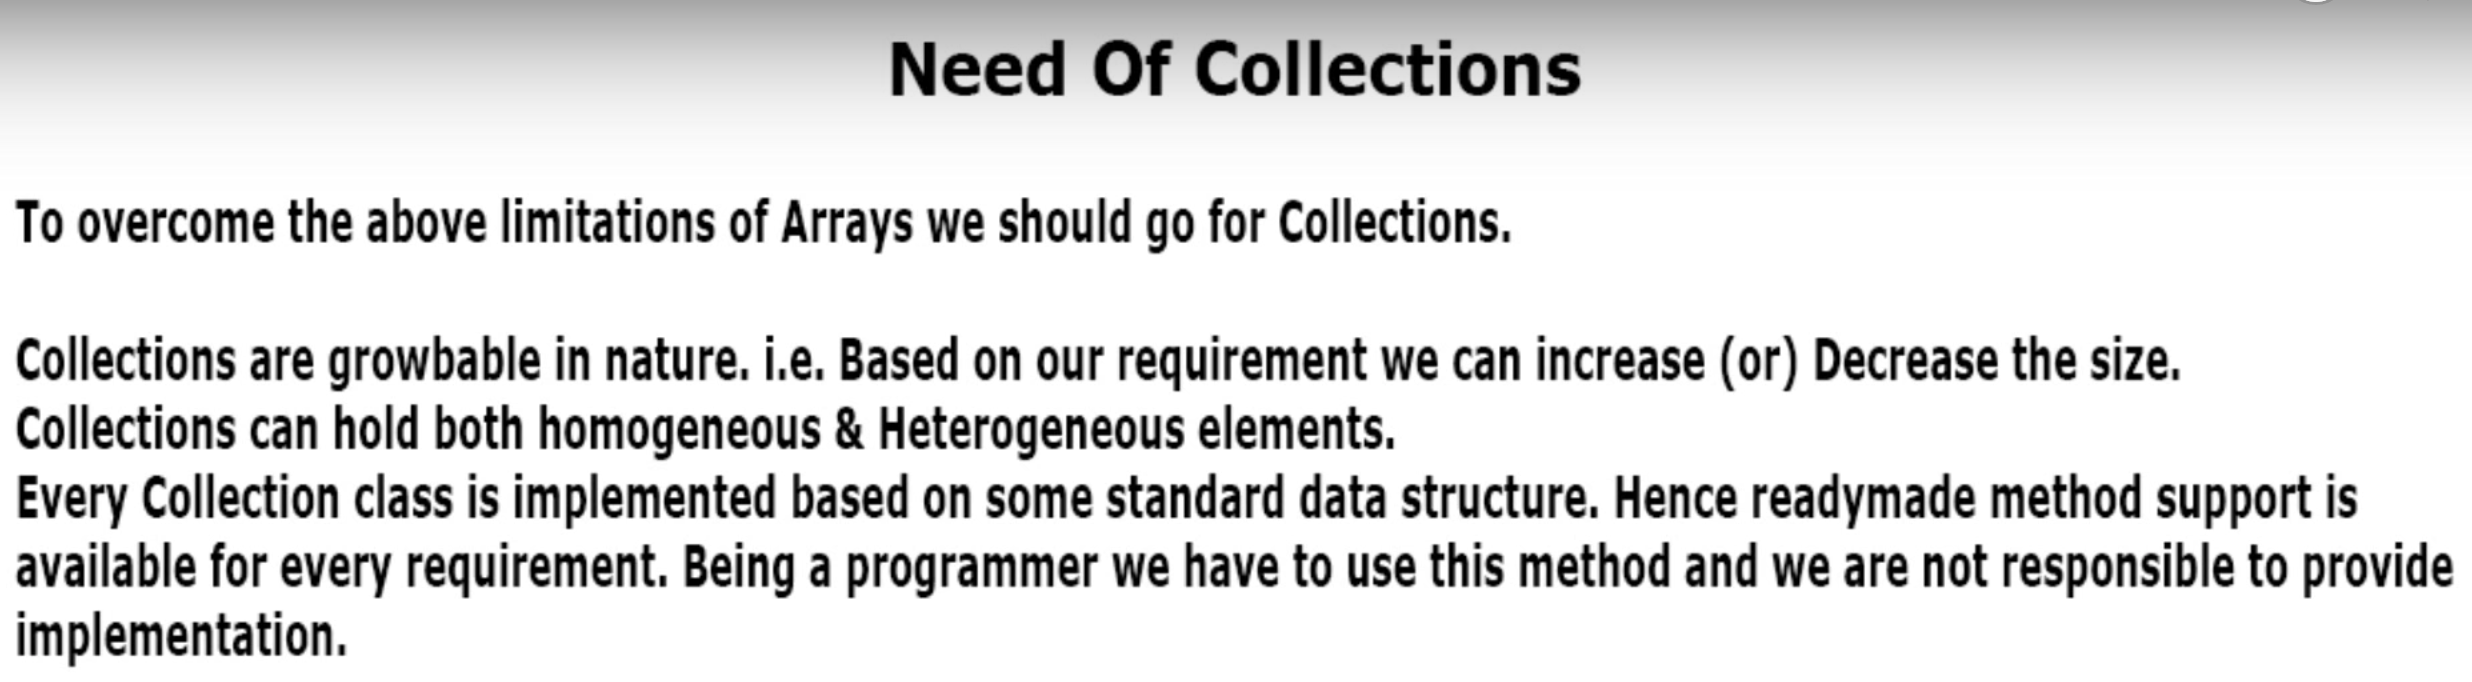 Need Of Collections
To overcome the above limitations of Arrays we should go for Collections.
Collections are growbable in nature. i.e. Based on our requirement we can increase (or) Decrease the size.
Collections can hold both homogeneous & Heterogeneous elements.
Every Collection class is implemented based on some standard data structure. Hence readymade method support is
available for every requirement. Being a programmer we have to use this method and we are not responsible to provide
implementation.